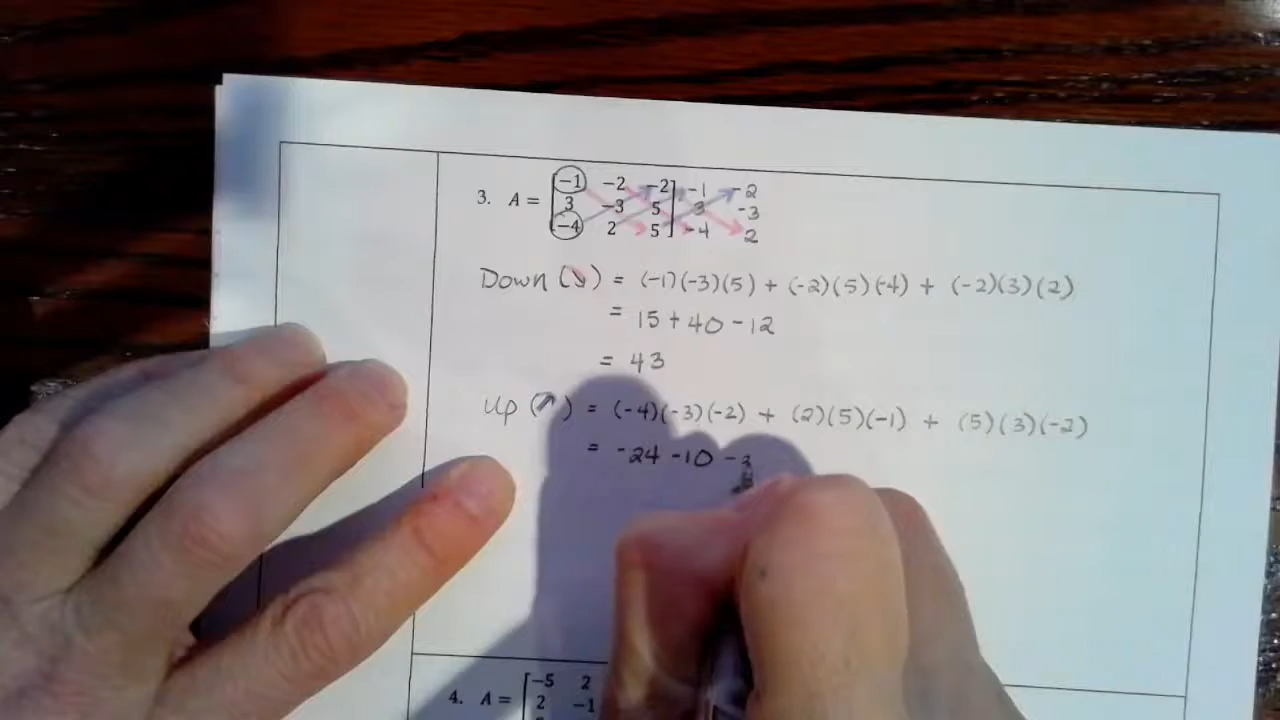 3. A = [-1 -2 -2] -1 -2
3 -3 5 3 -3
-4 2 5 -4 2
Down (↘) = (-1)(-3)(5) + (-2)(5)(-4) + (-2)(3)(2)
= 15 + 40 - 12
= 43
Up (↗) = (-4)(-3)(-2) + (2)(5)(-1) + (5)(3)(-2)
= -24 -10 -3
4. A = [-5 2
2 -1